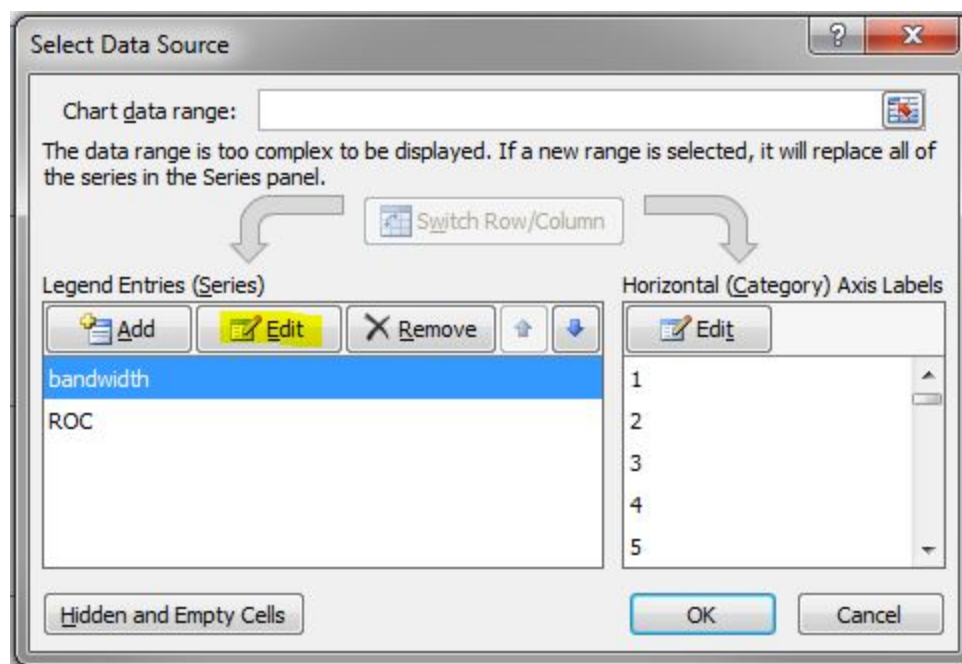 Select Data Source
Chart data range:
The data range is too complex to be displayed. If a new range is selected, it will replace all of
the series in the Series panel.
Switch Row/Column
Legend Entries (Series)
Horizontal (Category) Axis Labels
Add
Edit
Remove
Edit
bandwidth
ROC
1
2
3
4
5
Hidden and Empty Cells
OK
Cancel